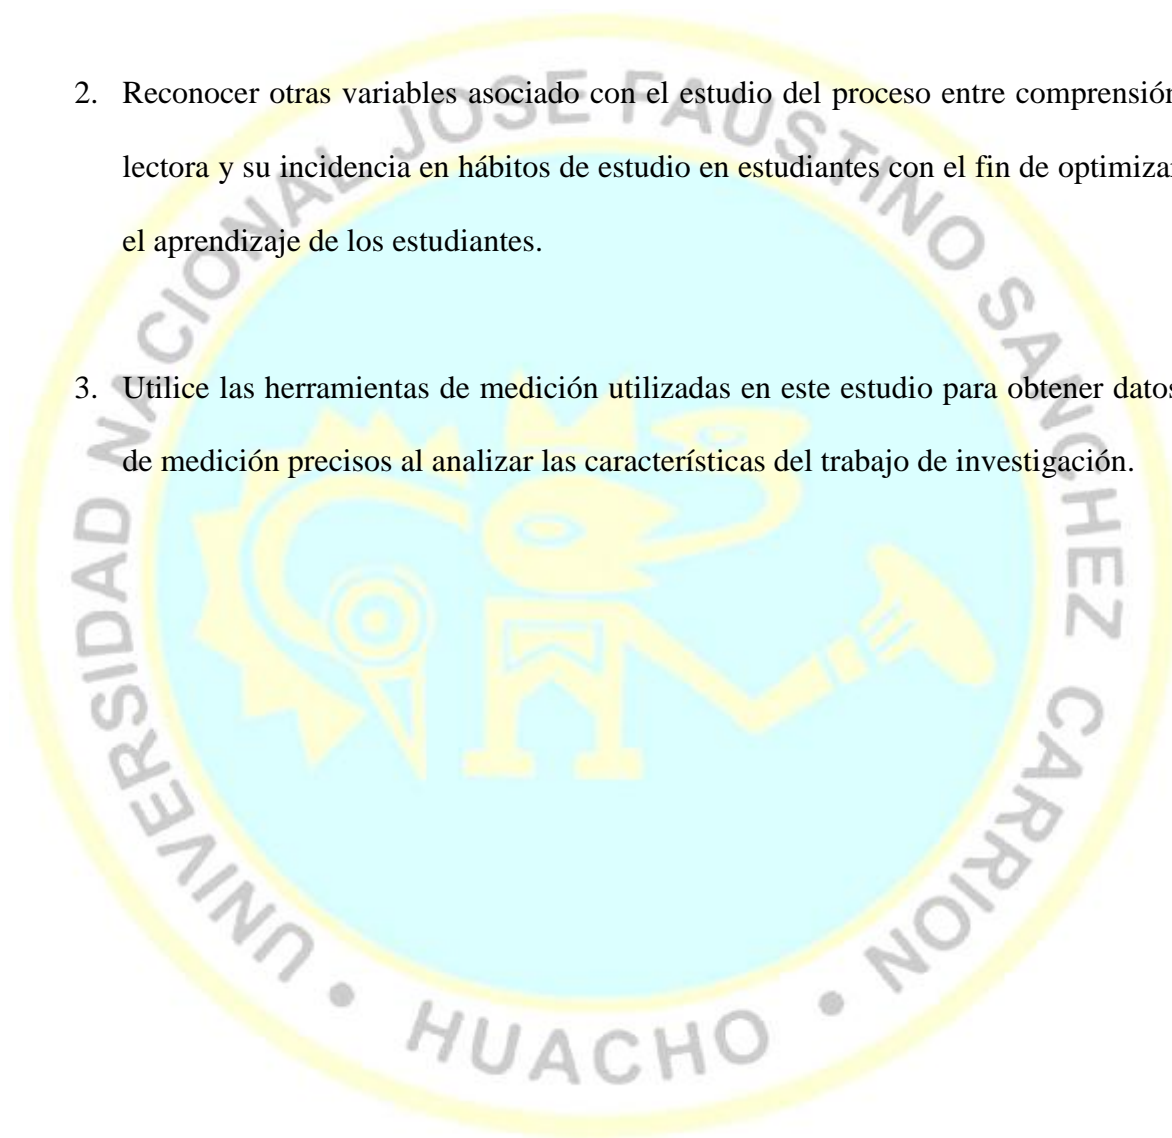 2. Reconocer otras variables asociado con el estudio del proceso entre comprensión
lectora y su incidencia en hábitos de estudio en estudiantes con el fin de optimizar
el aprendizaje de los estudiantes.
3. Utilice las herramientas de medición utilizadas en este estudio para obtener datos
de medición precisos al analizar las características del trabajo de investigación.
UNIVERSIDAD NACIONAL JOSE FAUSTINO SANCHEZ CARRION
• HUACHO •